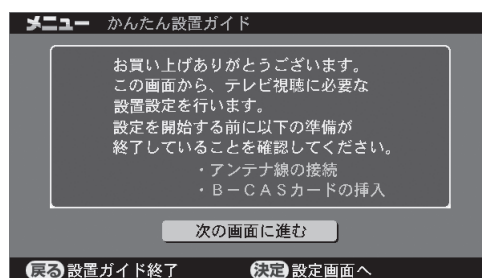 メニュー かんたん設置ガイド
お買い上げありがとうございます。
この画面から、テレビ視聴に必要な
設置設定を行います。
設定を開始する前に以下の準備が
終了していることを確認してください。
・アンテナ線の接続
・B－CASカードの挿入
次の画面に進む
戻る 設置ガイド終了 決定 設定画面へ